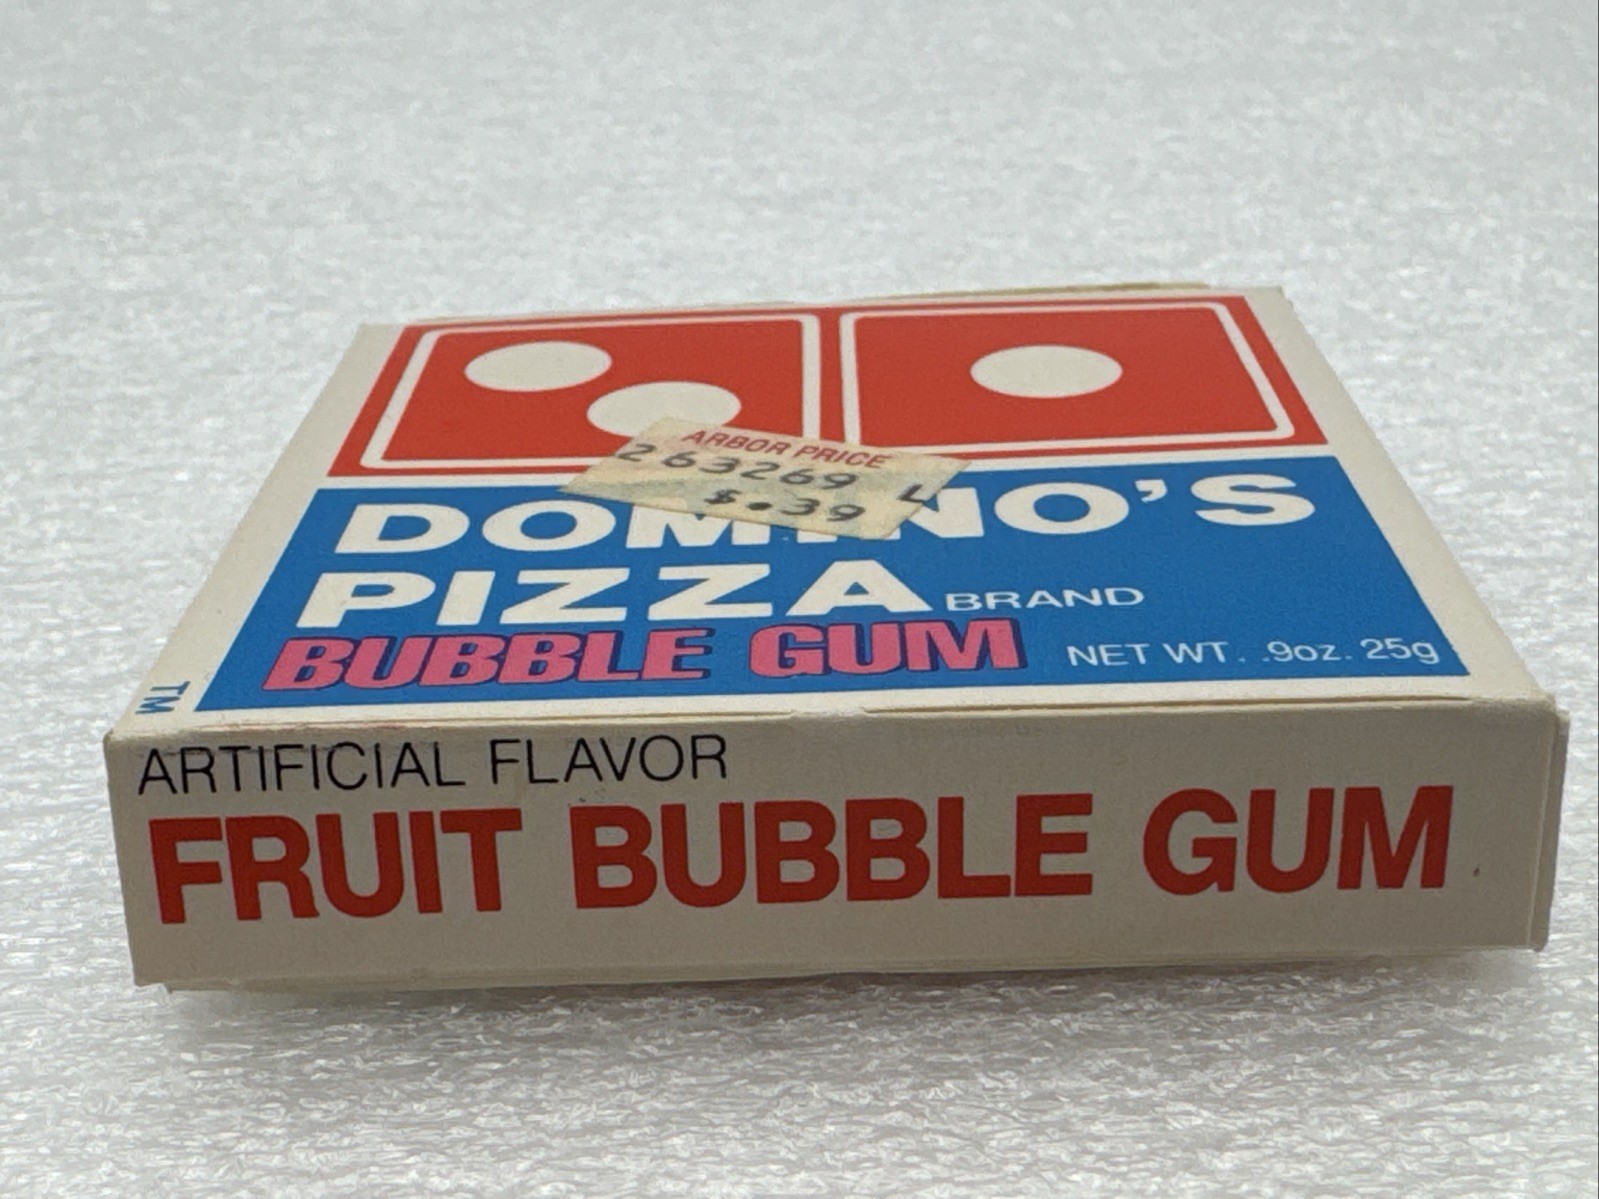 ARBOR PRICE
263269 L
$.39
DOMINO'S
PIZZA BRAND
BUBBLE GUM NET WT. .9oz. 25g
TM
ARTIFICIAL FLAVOR
FRUIT BUBBLE GUM